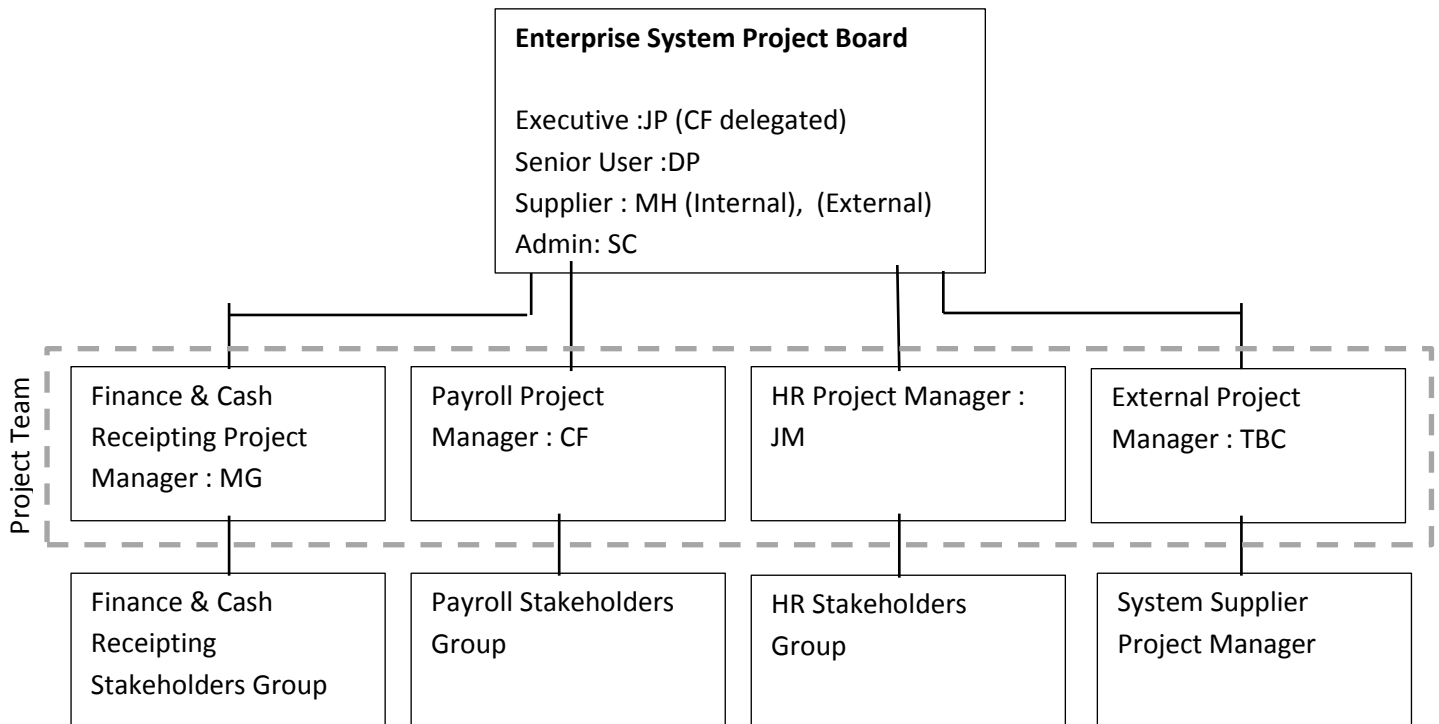 Enterprise System Project Board
Executive :JP (CF delegated)
Senior User :DP
Supplier : MH (Internal),  (External)
Admin: SC
Project Team
Finance & Cash
Receipting Project
Manager : MG
Payroll Project
Manager : CF
HR Project Manager :
JM
External Project
Manager : TBC
Finance & Cash
Receipting
Stakeholders Group
Payroll Stakeholders
Group
HR Stakeholders
Group
System Supplier
Project Manager